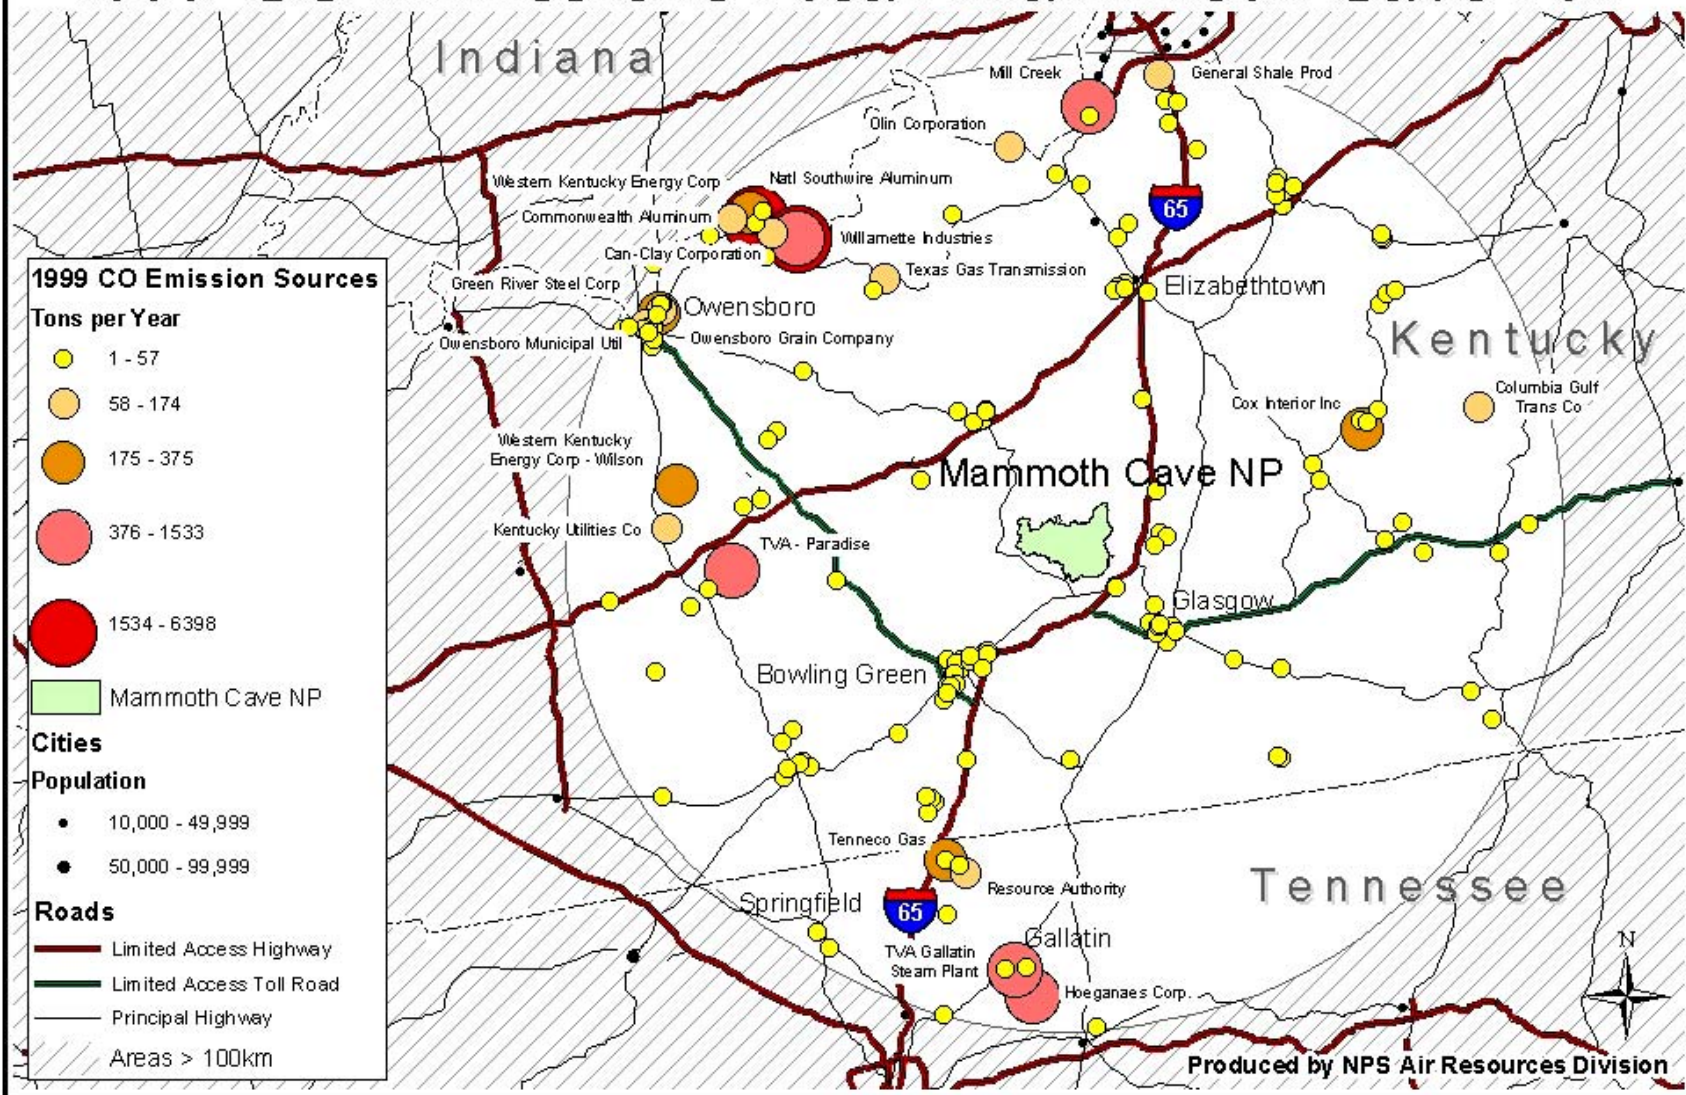 Indiana
Mill Creek
General Shale Prod
Olin Corporation
Western Kentucky Energy Corp
Natl Southwire Aluminum
Commonwealth Aluminum
65
Willamette Industries
Can-Clay Corporation
Texas Gas Transmission
Green River Steel Corp
Elizabethtown
Owensboro
Owensboro Municipal Util
Owensboro Grain Company
Kentucky
Columbia Gulf
Trans Co
Cox Interior Inc
Western Kentucky
Energy Corp - Wilson
Mammoth Cave NP
Kentucky Utilities Co
TVA - Paradise
Glasgow
Bowling Green
Tenneco Gas
Resource Authority
Tennessee
Springfield
65
Gallatin
TVA Gallatin
Steam Plant
Hoeganaes Corp.
N
Produced by NPS Air Resources Division
1999 CO Emission Sources
Tons per Year
1 - 57
58 - 174
175 - 375
376 - 1533
1534 - 6398
Mammoth Cave NP
Cities
Population
10,000 - 49,999
50,000 - 99,999
Roads
Limited Access Highway
Limited Access Toll Road
Principal Highway
Areas > 100km